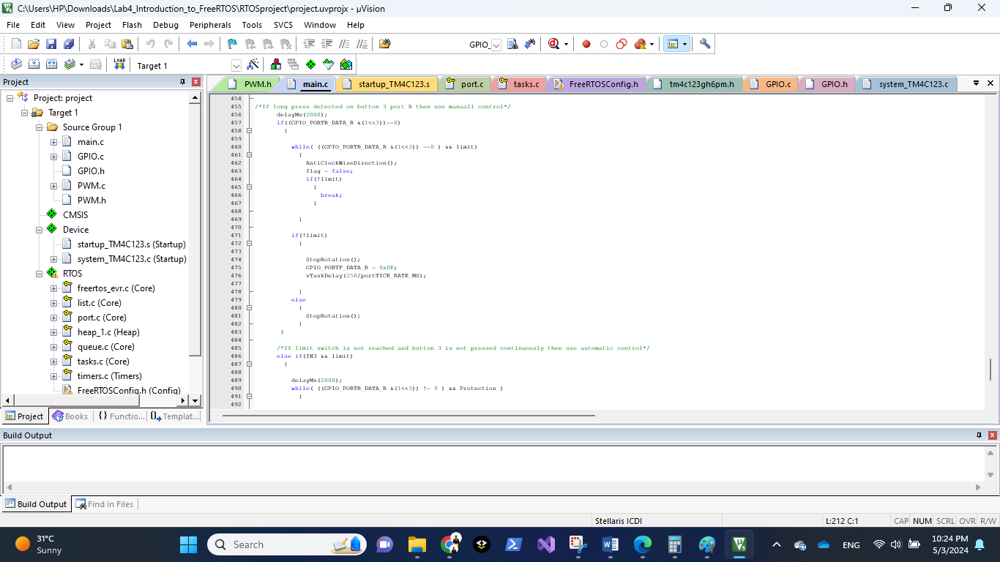 C:\Users\HP\Downloads\Lab4_Introduction_to_FreeRTOS\RTOSproject\project.uvprojx - µVision
File Edit View Project Flash Debug Peripherals Tools SVCS Window Help
GPIO_
LOAD Target 1
Project
Project: project
Target 1
Source Group 1
main.c
GPIO.c
GPIO.h
PWM.c
PWM.h
CMSIS
Device
startup_TM4C123.s (Startup)
system_TM4C123.c (Startup)
RTOS
freertos_evr.c (Core)
list.c (Core)
port.c (Core)
heap_1.c (Heap)
queue.c (Core)
tasks.c (Core)
timers.c (Timers)
FreeRTOSConfig.h (Config)
Project Books {} Functio... {}, Templat...
PWM.h main.c startup_TM4C123.s port.c tasks.c FreeRTOSConfig.h tm4c123gh6pm.h GPIO.c GPIO.h system_TM4C123.c
454
455 /*If long press detected on button 3 port B then use manuall control*/
456 delayMs(2000);
457 if((GPIO_PORTB_DATA_R &(1<<3))==0)
458 {
459
460 while( ((GPIO_PORTB_DATA_R &(1<<3)) ==0 ) && limit)
461 {
462 AntiClockWiseDirection();
463 flag = false;
464 if(!limit)
465 {
466 break;
467 }
468
469 }
470
471 if(!limit)
472 {
473
474 StopRotation();
475 GPIO_PORTF_DATA_R = 0x0E;
476 vTaskDelay(250/portTICK_RATE_MS);
477
478 }
479 else
480 {
481 StopRotation();
482 }
483 }
484
485 /*If limit switch is not reached and button 3 is not pressed continuously then use automatic control*/
486 else if(IN3 && limit)
487 {
488
489 delayMs(2000);
490 while( ((GPIO_PORTB_DATA_R &(1<<3)) != 0 ) && Protection )
491 {
492
Build Output
Build Output Find In Files
Stellaris ICDI L:212 C:1 CAP NUM SCRL OVR R/W
31°C
Sunny
Search
ENG
10:24 PM
5/3/2024